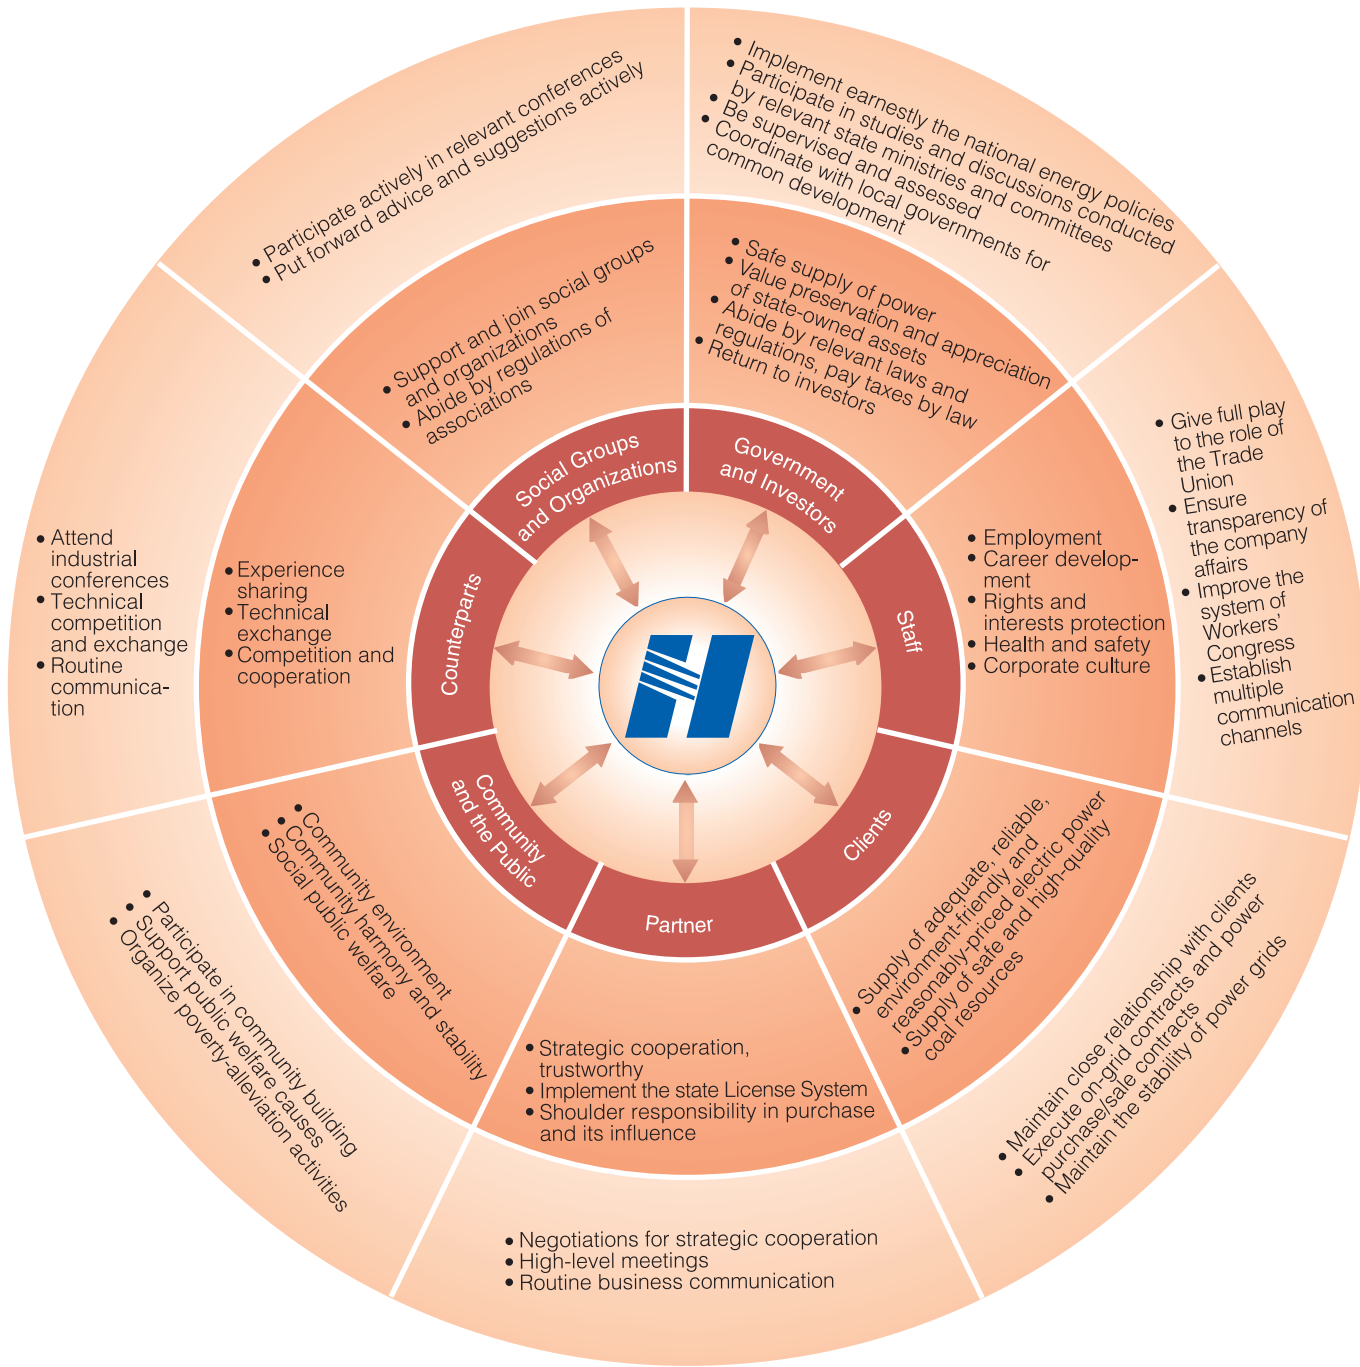 • Implement earnestly the national energy policies
• Participate in studies and discussions conducted
by relevant state ministries and committees
• Be supervised and assessed
• Coordinate with local governments for
common development
• Safe supply of power
• Value preservation and appreciation
of state-owned assets
• Abide by relevant laws and
regulations, pay taxes by law
• Return to investors
Government
and Investors
• Give full play
to the role of
the Trade
Union
• Ensure
transparency of
the company
affairs
• Improve the
system of
Workers'
Congress
• Establish
multiple
communication
channels
• Employment
• Career develop-
ment
• Rights and
interests protection
• Health and safety
• Corporate culture
Staff
• Maintain close relationship with clients
• Execute on-grid contracts and power
purchase/sale contracts
• Maintain the stability of power grids
• Supply of adequate, reliable,
environment-friendly and
reasonably-priced electric power
• Supply of safe and high-quality
coal resources
Clients
Partner
• Strategic cooperation,
trustworthy
• Implement the state License System
• Shoulder responsibility in purchase
and its influence
• Negotiations for strategic cooperation
• High-level meetings
• Routine business communication
Community
and the Public
• Community environment
• Community harmony and stability
• Social public welfare
• Participate in community building
• Support public welfare causes
• Organize poverty-alleviation activities
Counterparts
• Experience
sharing
• Technical
exchange
• Competition and
cooperation
• Attend
industrial
conferences
• Technical
competition
and exchange
• Routine
communica-
tion
Social Groups
and Organizations
• Support and join social groups
and organizations
• Abide by regulations of
associations
• Participate actively in relevant conferences
• Put forward advice and suggestions actively